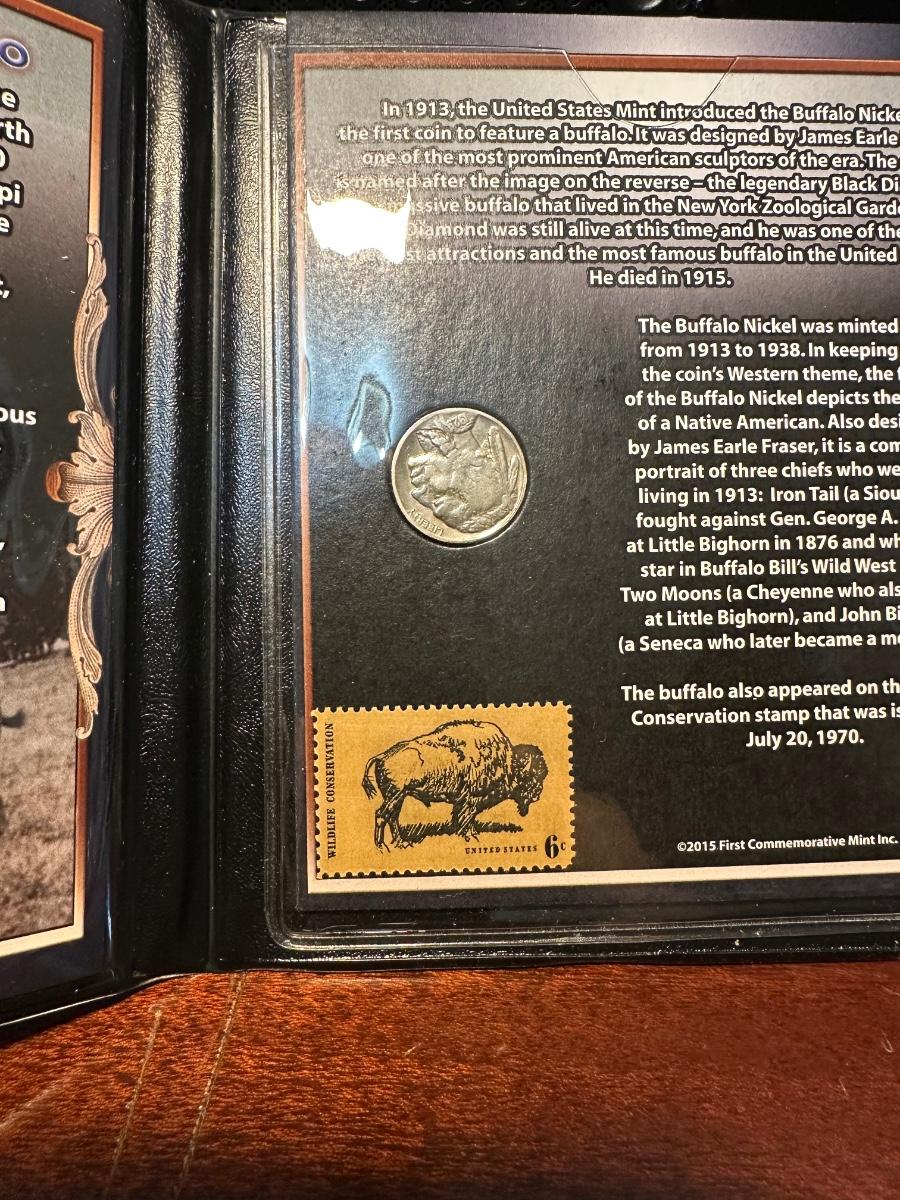 O
e
rth
O
pi
e
t,
ous
In 1913, the United States Mint introduced the Buffalo Nicke
the first coin to feature a buffalo. It was designed by James Earle
one of the most prominent American sculptors of the era. The
is named after the image on the reverse – the legendary Black Di
massive buffalo that lived in the New York Zoological Garde
Diamond was still alive at this time, and he was one of the
st attractions and the most famous buffalo in the United
He died in 1915.
The Buffalo Nickel was minted
from 1913 to 1938. In keeping
the coin's Western theme, the f
of the Buffalo Nickel depicts the
of a Native American. Also desi
by James Earle Fraser, it is a com
portrait of three chiefs who we
living in 1913: Iron Tail (a Siou
fought against Gen. George A.
at Little Bighorn in 1876 and wh
star in Buffalo Bill's Wild West
Two Moons (a Cheyenne who als
at Little Bighorn), and John Bi
(a Seneca who later became a mo
The buffalo also appeared on th
Conservation stamp that was is
July 20, 1970.
LIBERTY
WILDLIFE CONSERVATION
UNITED STATES 6c
©2015 First Commemorative Mint Inc.